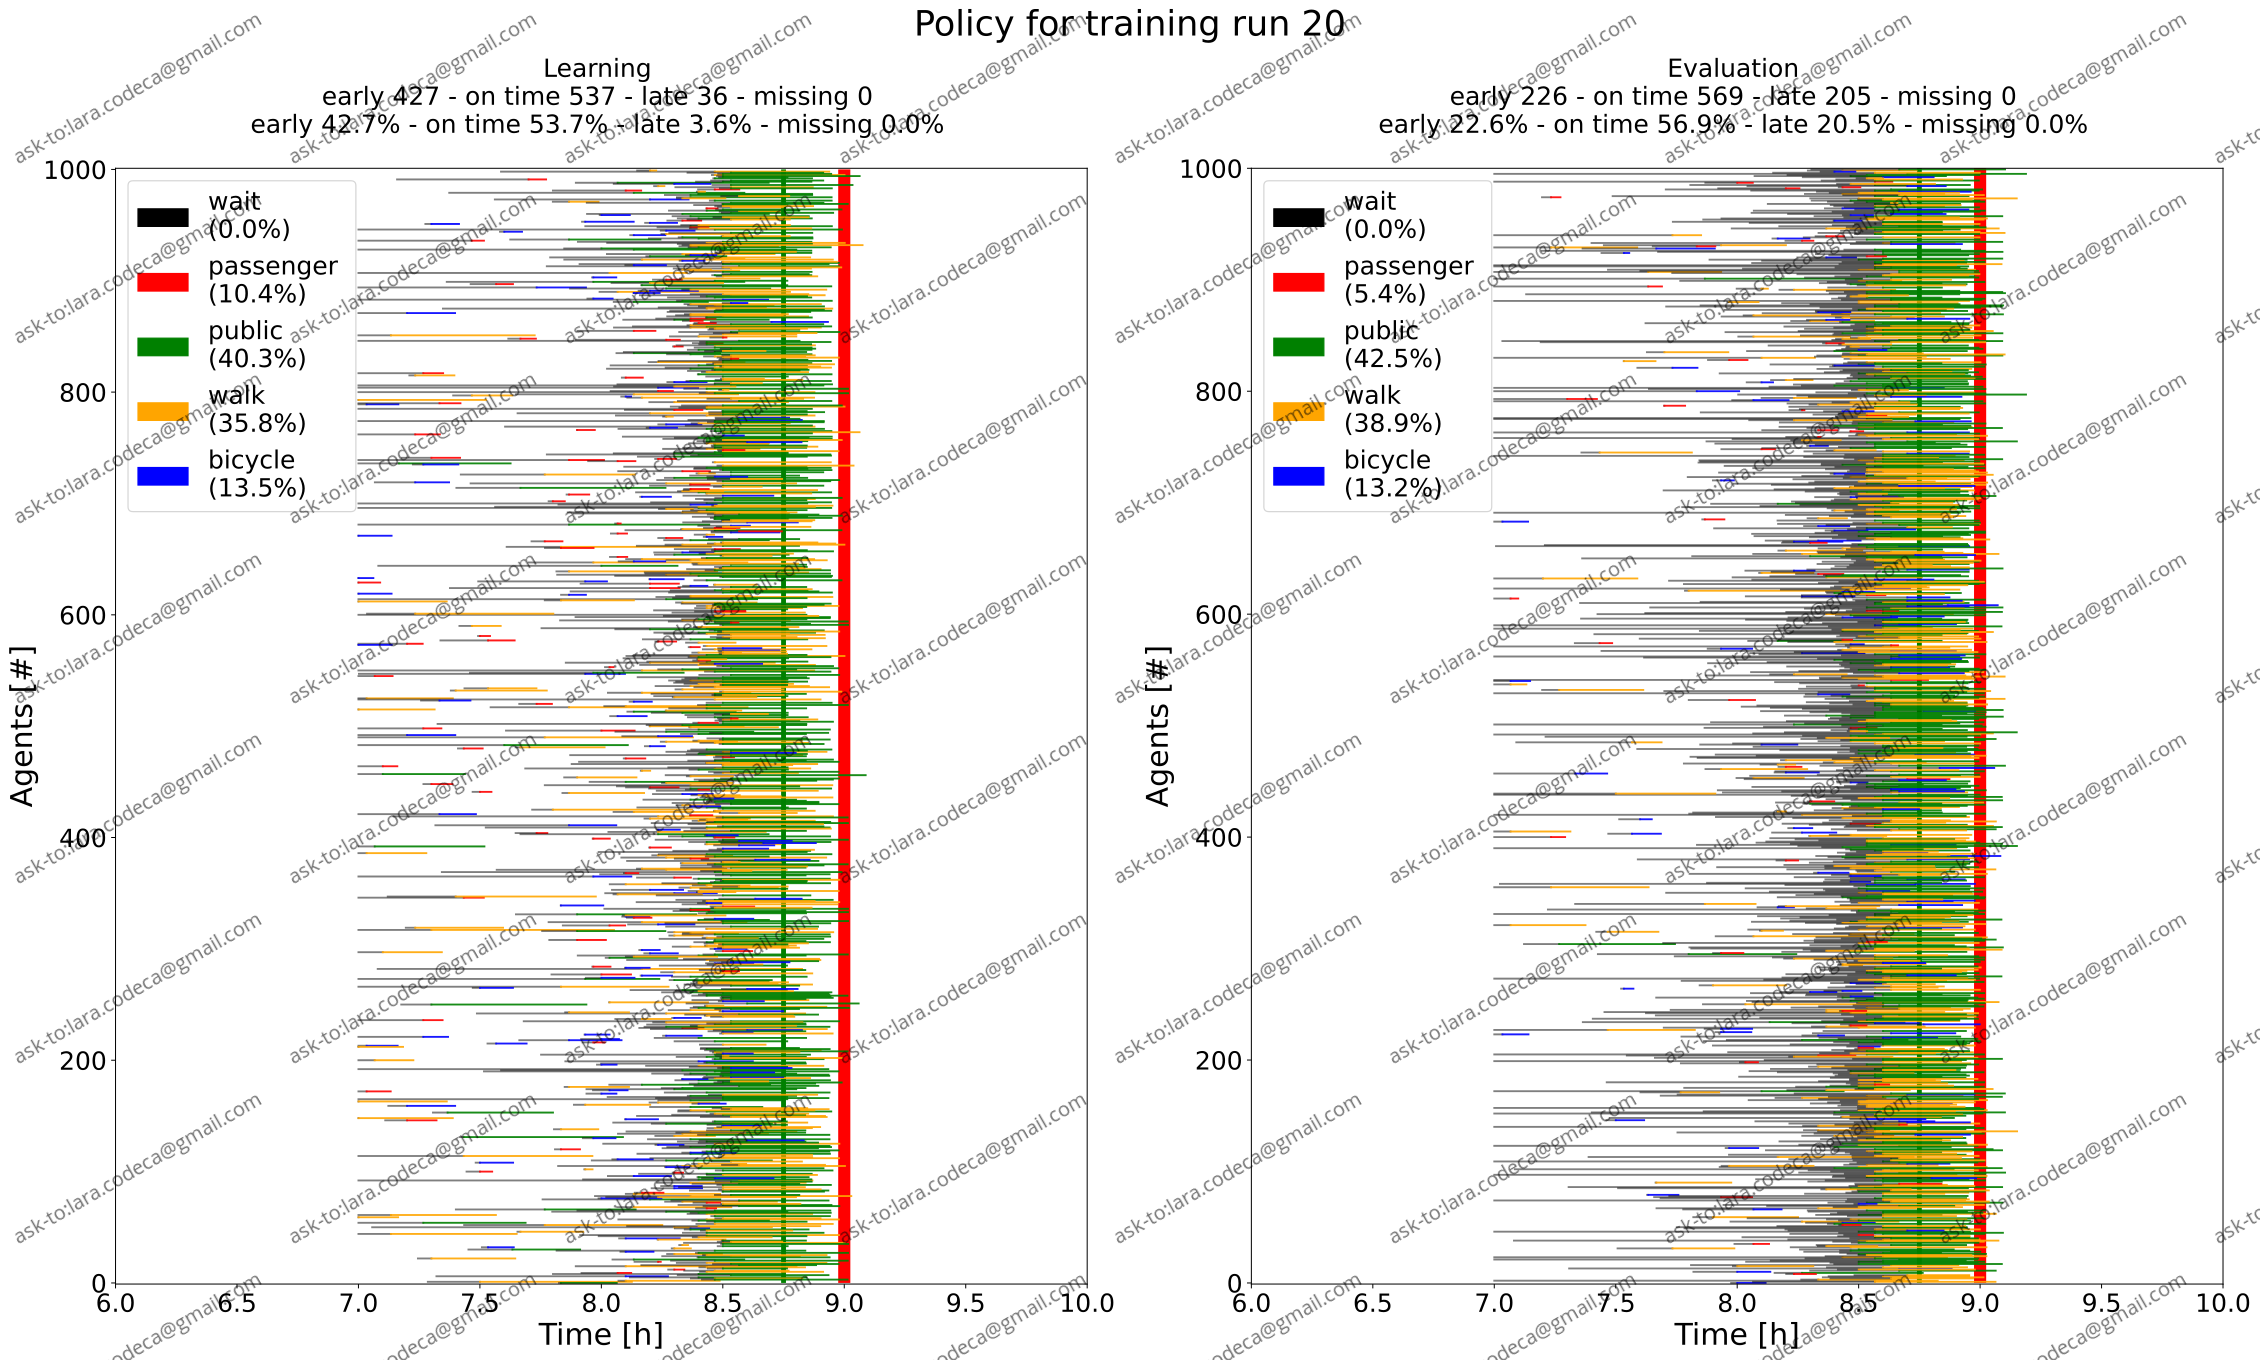 Policy for training run 20
Learning
early 427 - on time 537 - late 36 - missing 0
early 42.7% - on time 53.7% - late 3.6% - missing 0.0%
Evaluation
early 226 - on time 569 - late 205 - missing 0
early 22.6% - on time 56.9% - late 20.5% - missing 0.0%
wait
(0.0%)
passenger
(10.4%)
public
(40.3%)
walk
(35.8%)
bicycle
(13.5%)
1000
800
600
400
200
0
Agents [#]
6.0 6.5 7.0 7.5 8.0 8.5 9.0 9.5 10.0
Time [h]
wait
(0.0%)
passenger
(5.4%)
public
(42.5%)
walk
(38.9%)
bicycle
(13.2%)
1000
800
600
400
200
0
Agents [#]
6.0 6.5 7.0 7.5 8.0 8.5 9.0 9.5 10.0
Time [h]
ask-to:lara.codeca@gmail.com